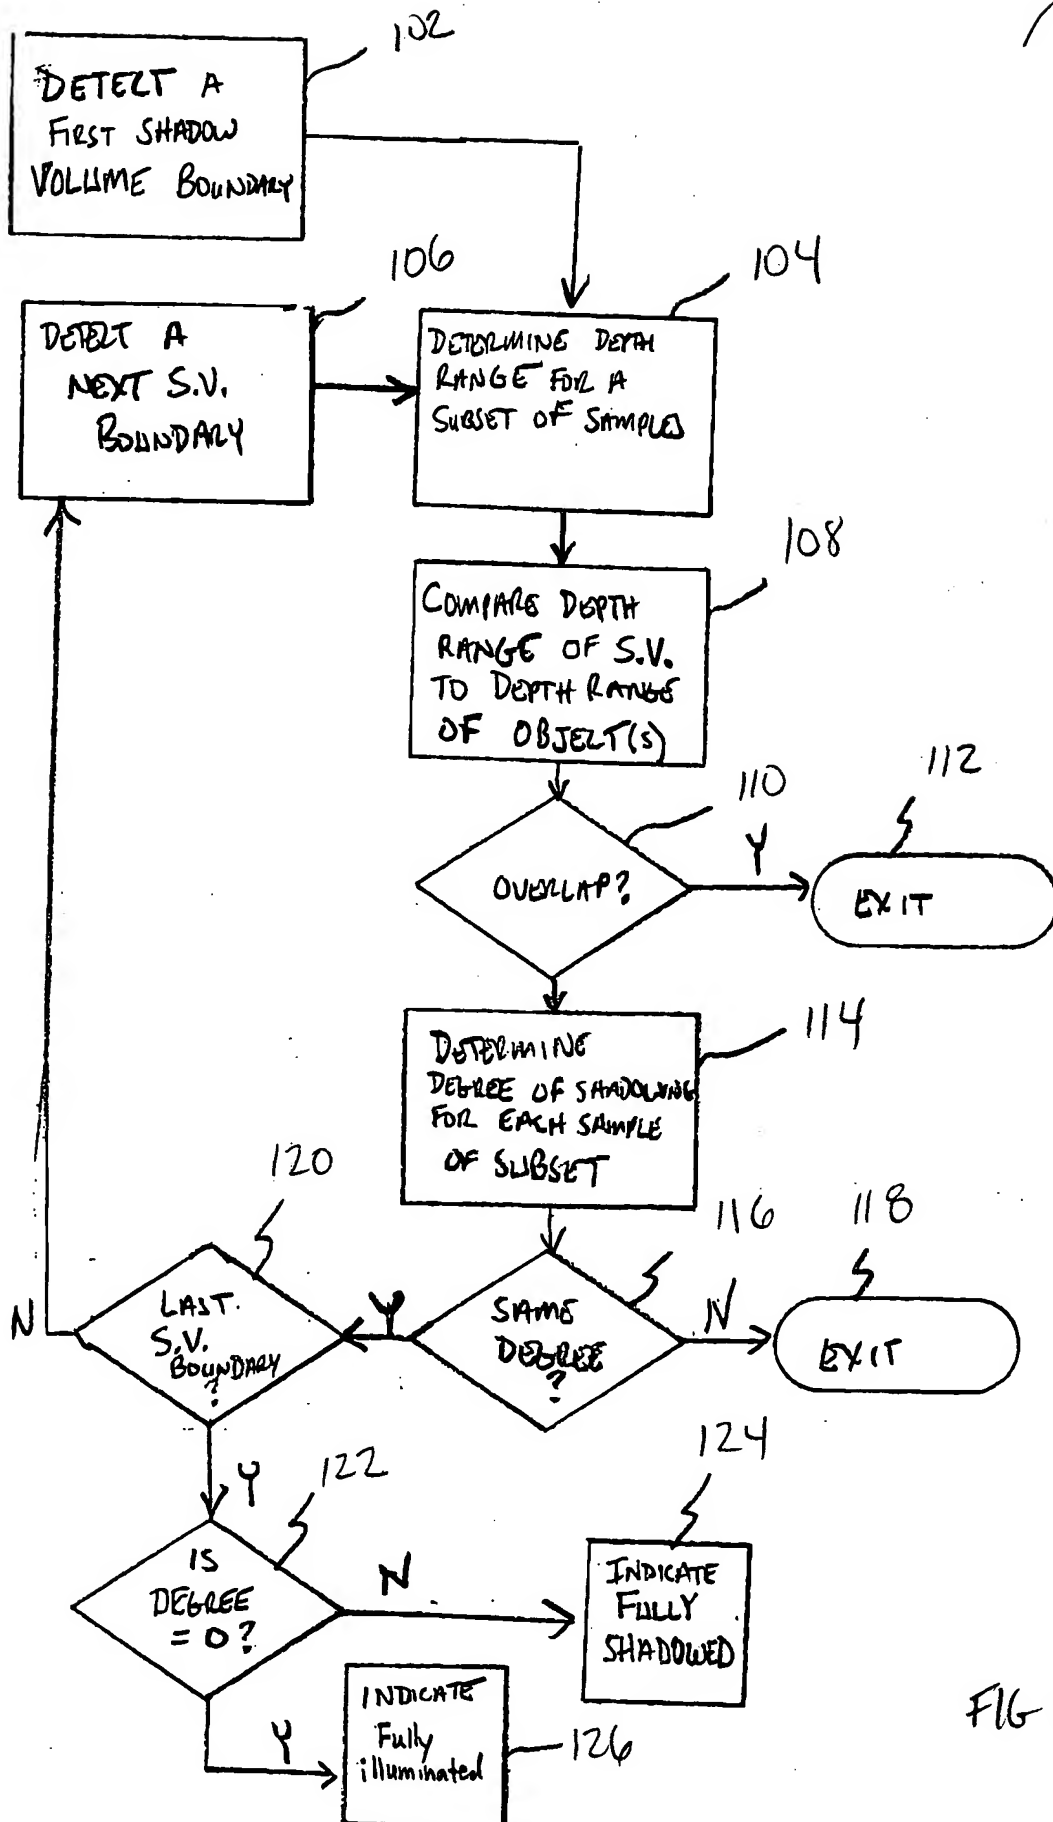 102
DETECT A
FIRST SHADOW
VOLUME BOUNDARY
106
104
DETECT A
NEXT S.V.
BOUNDARY
DETERMINE DEPTH
RANGE FOR A
SUBSET OF SAMPLES
108
COMPARE DEPTH
RANGE OF S.V.
TO DEPTH RANGE
OF OBJECT(S)
110
112
OVERLAP?
Y
EXIT
114
DETERMINE
DEGREE OF SHADOWING
FOR EACH SAMPLE
OF SUBSET
120
116
118
N
LAST
S.V.
BOUNDARY
?
Y
SAME
DEGREE
?
N
EXIT
Y
122
124
IS
DEGREE
= 0?
N
INDICATE
FULLY
SHADOWED
Y
INDICATE
Fully
illuminated
126
FIG